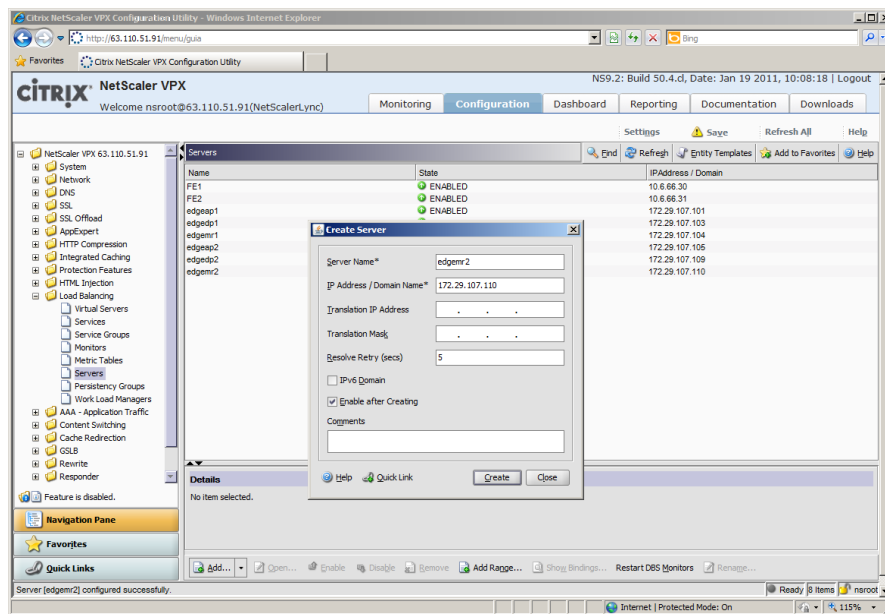 Citrix NetScaler VPX Configuration Utility - Windows Internet Explorer
http://63.110.51.91/menu/guia
Bing
Favorites Citrix NetScaler VPX Configuration Utility
NS9.2: Build 50.4.cl, Date: Jan 19 2011, 10:08:18 | Logout
CITRIX NetScaler VPX
Welcome nsroot@63.110.51.91(NetScalerLync)
Monitoring Configuration Dashboard Reporting Documentation Downloads
Settings Save Refresh All Help
NetScaler VPX 63.110.51.91
System
Network
DNS
SSL
SSL Offload
AppExpert
HTTP Compression
Integrated Caching
Protection Features
HTML Injection
Load Balancing
Virtual Servers
Services
Service Groups
Monitors
Metric Tables
Servers
Persistency Groups
Work Load Managers
AAA - Application Traffic
Content Switching
Cache Redirection
GSLB
Rewrite
Responder
Feature is disabled.
Navigation Pane
Favorites
Quick Links
Servers
Find Refresh Entity Templates Add to Favorites Help
Name State IPAddress / Domain
FE1 ENABLED 10.6.66.30
FE2 ENABLED 10.6.66.31
edgeap1 ENABLED 172.29.107.101
edgedp1 172.29.107.103
edgemr1 172.29.107.104
edgeap2 172.29.107.105
edgedp2 172.29.107.109
edgemr2 172.29.107.110
Create Server
Server Name* edgemr2
IP Address / Domain Name* 172.29.107.110
Translation IP Address . . .
Translation Mask . . .
Resolve Retry (secs) 5
IPv6 Domain
Enable after Creating
Comments
Help Quick Link Create Close
Details
No item selected.
Add... Open... Enable Disable Remove Add Range... Show Bindings... Restart DBS Monitors Rename...
Server [edgemr2] configured successfully.
Ready 8 Items nsroot
Internet | Protected Mode: On 115%